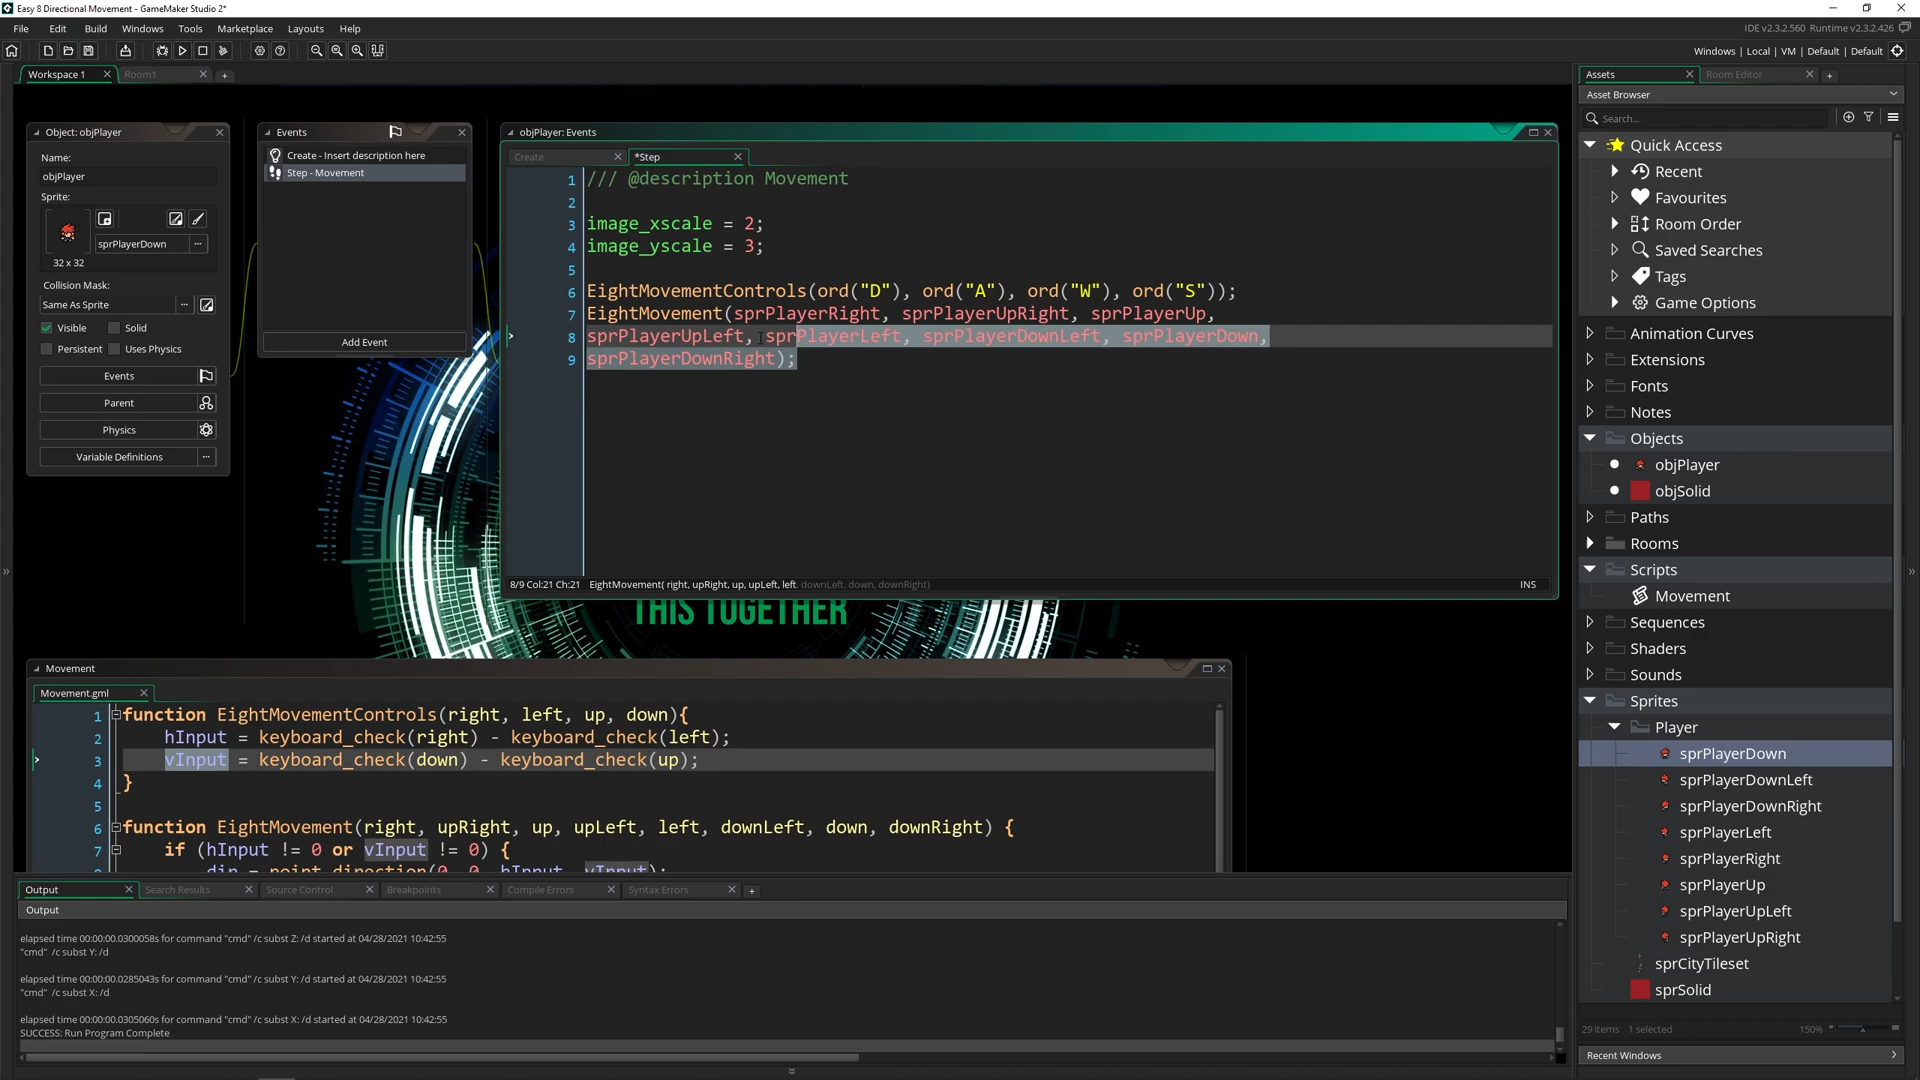 Easy 8 Directional Movement - GameMaker Studio 2*
File Edit Build Windows Tools Marketplace Layouts Help
IDE v2.3.2.560 Runtime v2.3.2.426
Windows | Local | VM | Default | Default
Workspace 1
Room1
Object: objPlayer
Name:
objPlayer
Sprite:
sprPlayerDown
32 x 32
Collision Mask:
Same As Sprite
Visible Solid
Persistent Uses Physics
Events
Parent
Physics
Variable Definitions
Events
Create - Insert description here
Step - Movement
Add Event
objPlayer: Events
Create
*Step
1 /// @description Movement
2
3 image_xscale = 2;
4 image_yscale = 3;
5
6 EightMovementControls(ord("D"), ord("A"), ord("W"), ord("S"));
7 EightMovement(sprPlayerRight, sprPlayerUpRight, sprPlayerUp,
8 sprPlayerUpLeft, sprPlayerLeft, sprPlayerDownLeft, sprPlayerDown,
9 sprPlayerDownRight);
8/9 Col:21 Ch:21 EightMovement( right, upRight, up, upLeft, left, downLeft, down, downRight)
INS
THIS TOGETHER
Movement
Movement.gml
1 function EightMovementControls(right, left, up, down){
2 hInput = keyboard_check(right) - keyboard_check(left);
3 vInput = keyboard_check(down) - keyboard_check(up);
4 }
5
6 function EightMovement(right, upRight, up, upLeft, left, downLeft, down, downRight) {
7 if (hInput != 0 or vInput != 0) {
Output
Search Results
Source Control
Breakpoints
Compile Errors
Syntax Errors
Output
elapsed time 00:00:00.0300058s for command "cmd" /c subst Z: /d started at 04/28/2021 10:42:55
"cmd" /c subst Y: /d
elapsed time 00:00:00.0285043s for command "cmd" /c subst Y: /d started at 04/28/2021 10:42:55
"cmd" /c subst X: /d
elapsed time 00:00:00.0305060s for command "cmd" /c subst X: /d started at 04/28/2021 10:42:55
SUCCESS: Run Program Complete
Assets
Room Editor
Asset Browser
Search...
Quick Access
Recent
Favourites
Room Order
Saved Searches
Tags
Game Options
Animation Curves
Extensions
Fonts
Notes
Objects
objPlayer
objSolid
Paths
Rooms
Scripts
Movement
Sequences
Shaders
Sounds
Sprites
Player
sprPlayerDown
sprPlayerDownLeft
sprPlayerDownRight
sprPlayerLeft
sprPlayerRight
sprPlayerUp
sprPlayerUpLeft
sprPlayerUpRight
sprCityTileset
sprSolid
29 items 1 selected
150%
Recent Windows